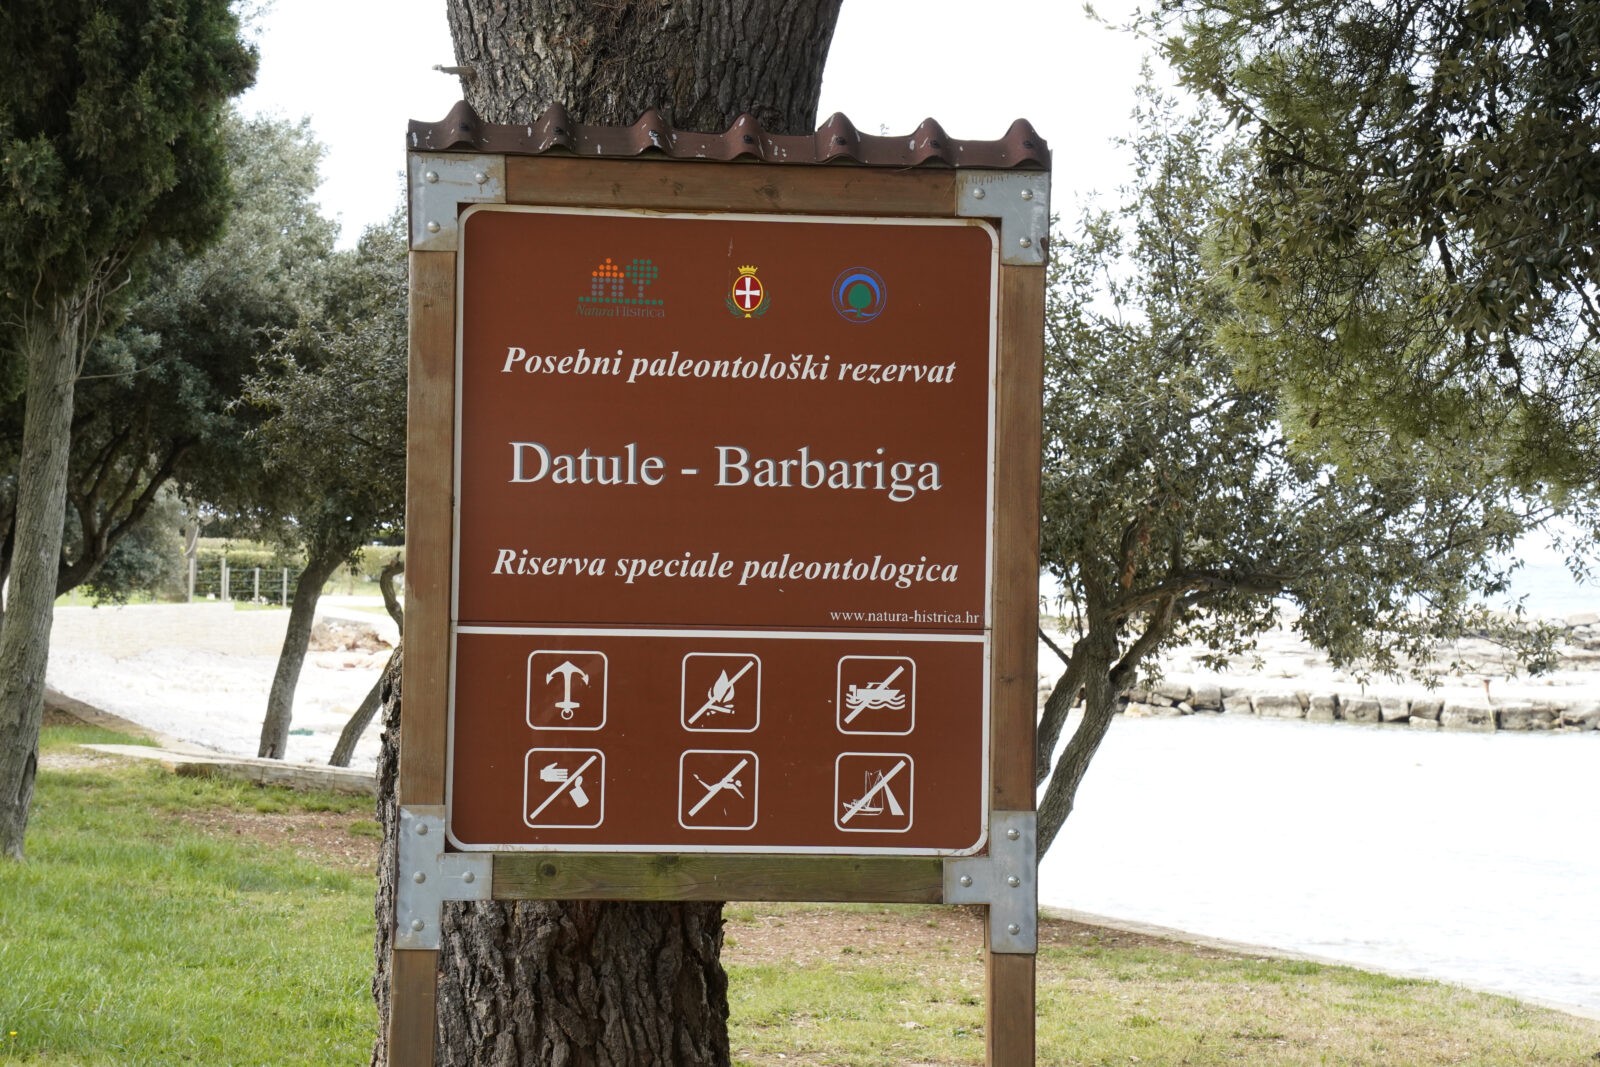 Natura Histrica
Posebni paleontološki rezervat
Datule - Barbariga
Riserva speciale paleontologica
www.natura-histrica.hr